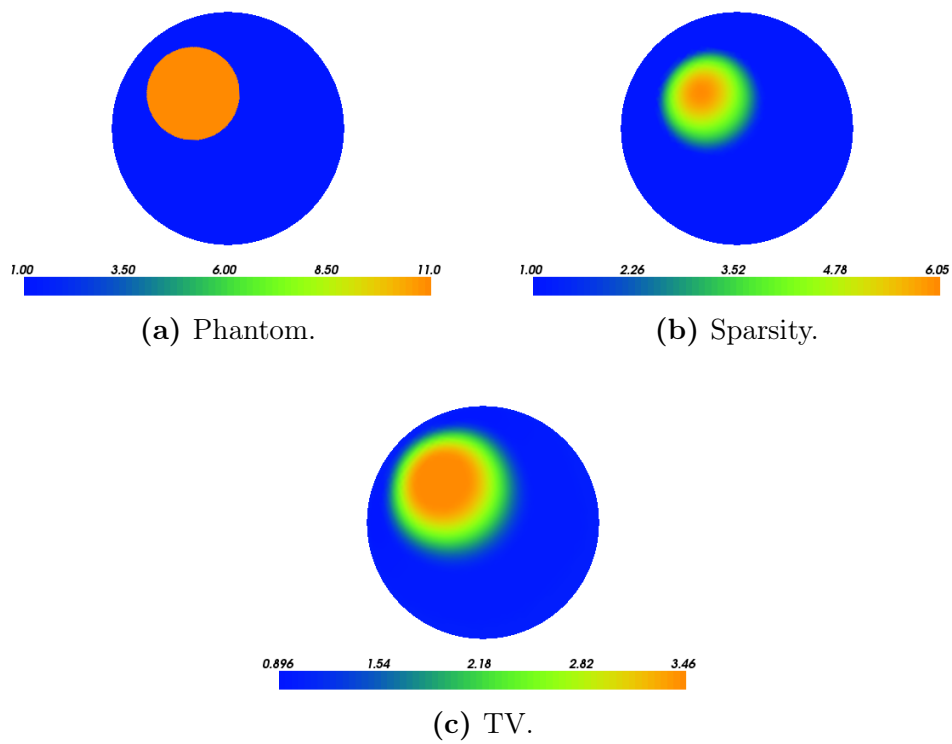 1.00 3.50 6.00 8.50 11.0
(a) Phantom.
1.00 2.26 3.52 4.78 6.05
(b) Sparsity.
0.896 1.54 2.18 2.82 3.46
(c) TV.